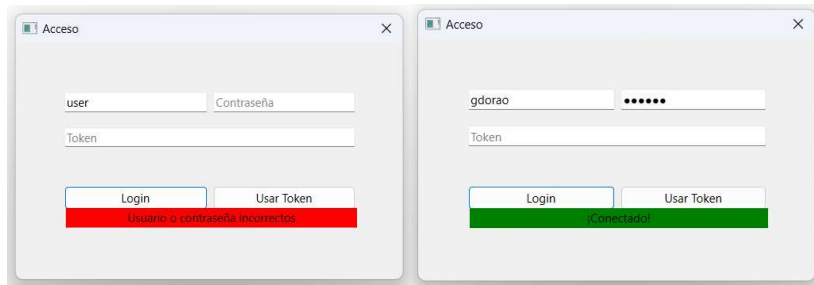 Acceso
user Contraseña
Token
Login Usar Token
Usuario o contraseña incorrectos
Acceso
gdorao ●●●●●●
Token
Login Usar Token
¡Conectado!